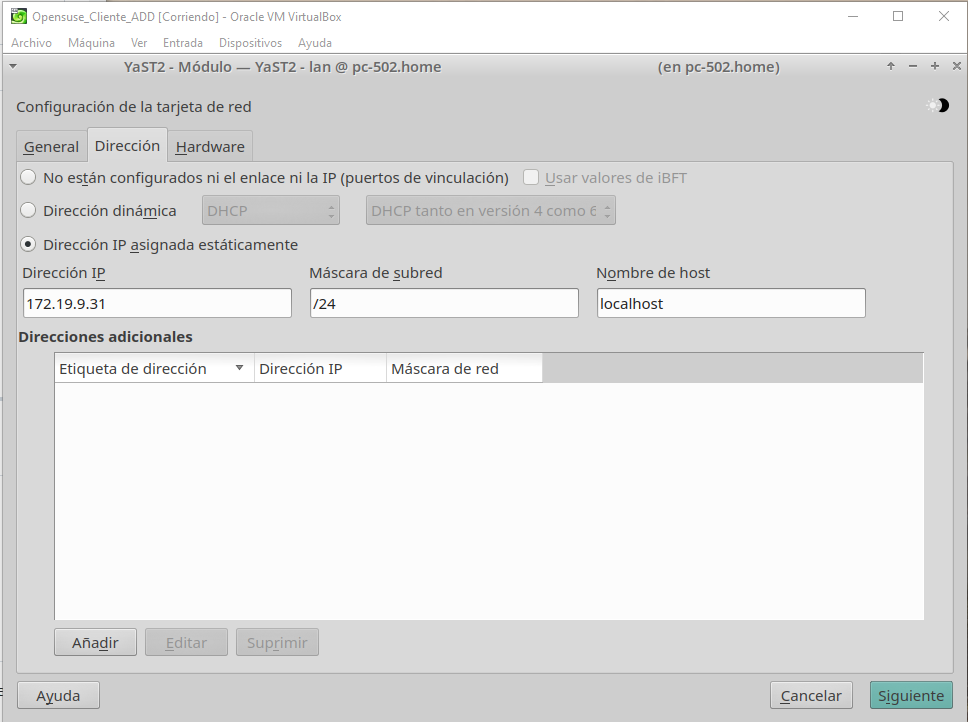 Opensuse_Cliente_ADD [Corriendo] - Oracle VM VirtualBox
Archivo Máquina Ver Entrada Dispositivos Ayuda
YaST2 - Módulo — YaST2 - lan @ pc-502.home (en pc-502.home)
Configuración de la tarjeta de red
General Dirección Hardware
No están configurados ni el enlace ni la IP (puertos de vinculación) Usar valores de iBFT
Dirección dinámica DHCP DHCP tanto en versión 4 como 6
Dirección IP asignada estáticamente
Dirección IP Máscara de subred Nombre de host
172.19.9.31 /24 localhost
Direcciones adicionales
Etiqueta de dirección Dirección IP Máscara de red
Añadir Editar Suprimir
Ayuda Cancelar Siguiente